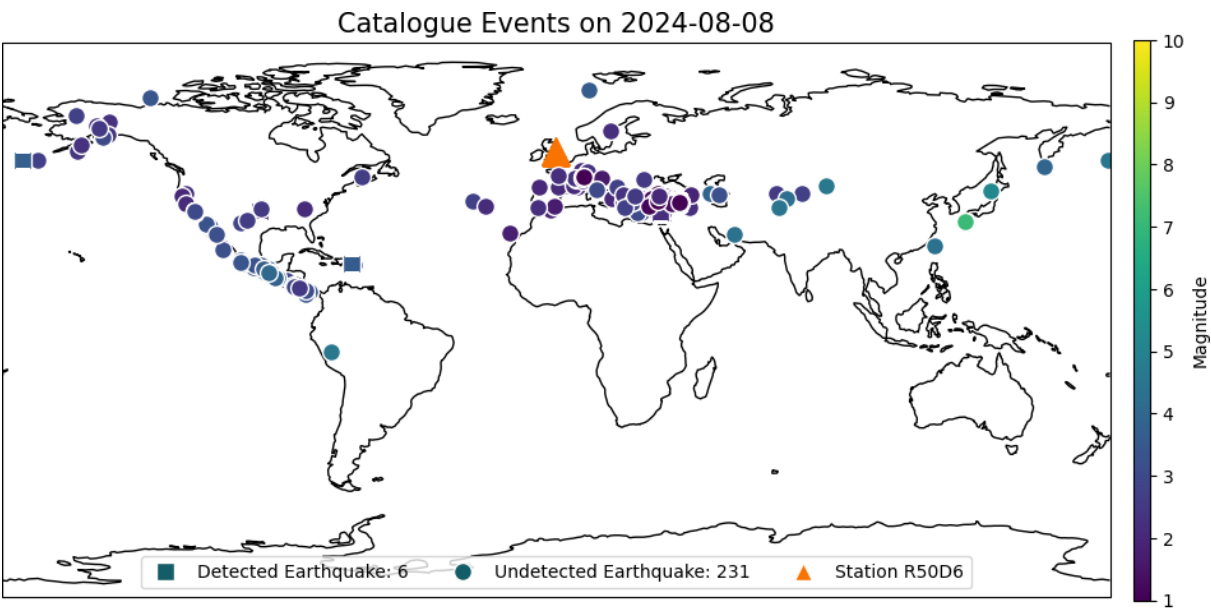 Catalogue Events on 2024-08-08
10
9
8
7
6
5
4
3
2
1
Magnitude
Detected Earthquake: 6
Undetected Earthquake: 231
Station R50D6